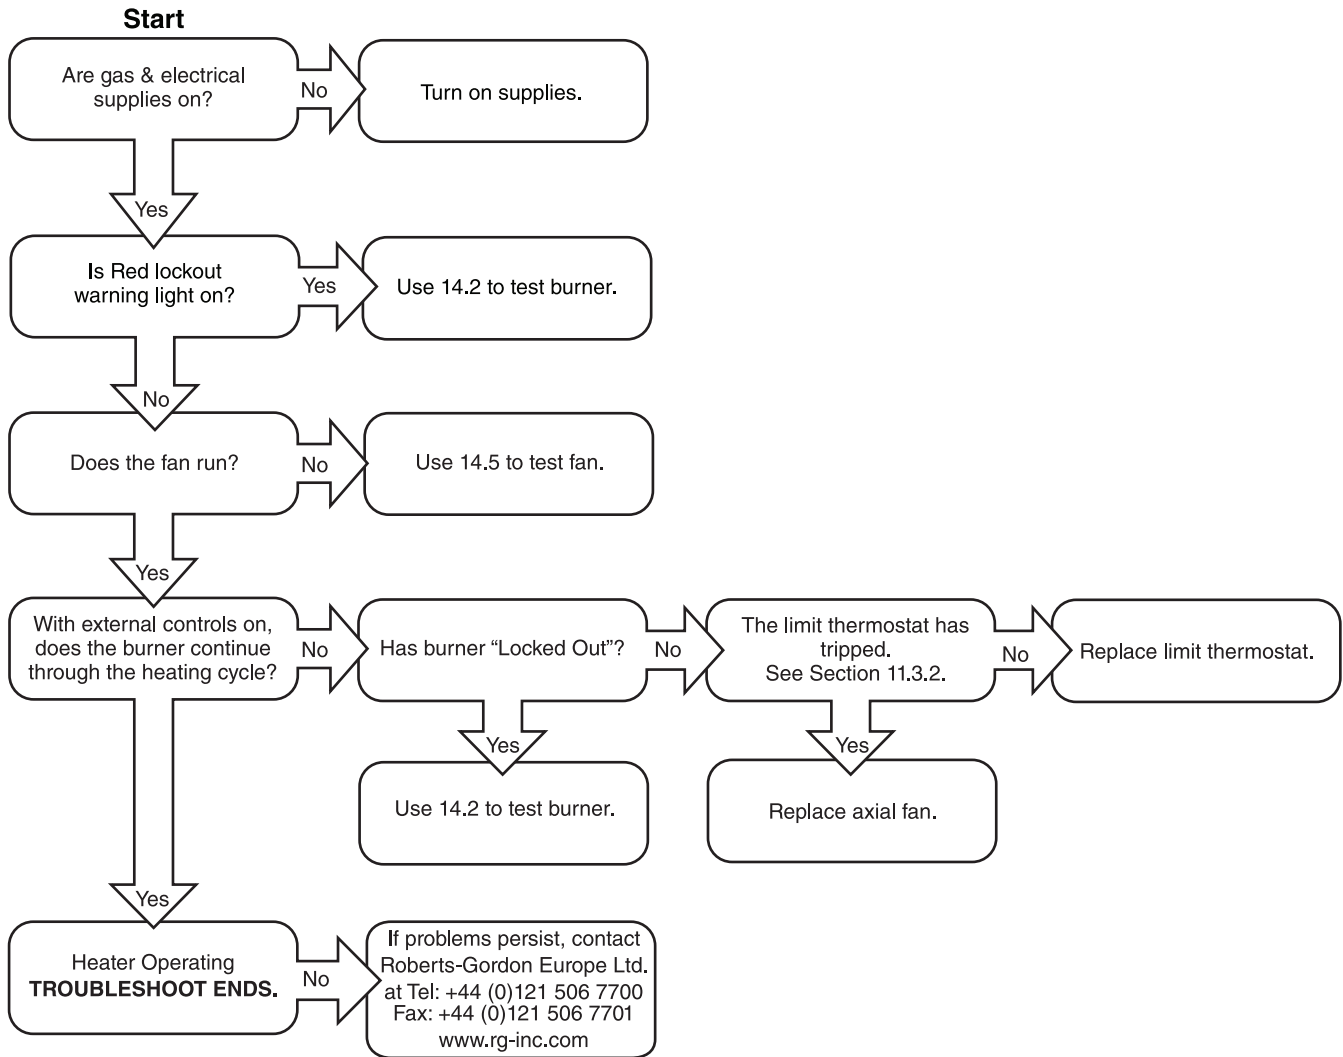 Start
Are gas & electrical
supplies on?
No
Turn on supplies.
Yes
Is Red lockout
warning light on?
Yes
Use 14.2 to test burner.
No
Does the fan run?
No
Use 14.5 to test fan.
Yes
With external controls on,
does the burner continue
through the heating cycle?
No
Has burner “Locked Out”?
No
The limit thermostat has
tripped.
See Section 11.3.2.
No
Replace limit thermostat.
Yes
Use 14.2 to test burner.
Yes
Replace axial fan.
Yes
Heater Operating
TROUBLESHOOT ENDS.
No
If problems persist, contact
Roberts-Gordon Europe Ltd.
at Tel: +44 (0)121 506 7700
Fax: +44 (0)121 506 7701
www.rg-inc.com